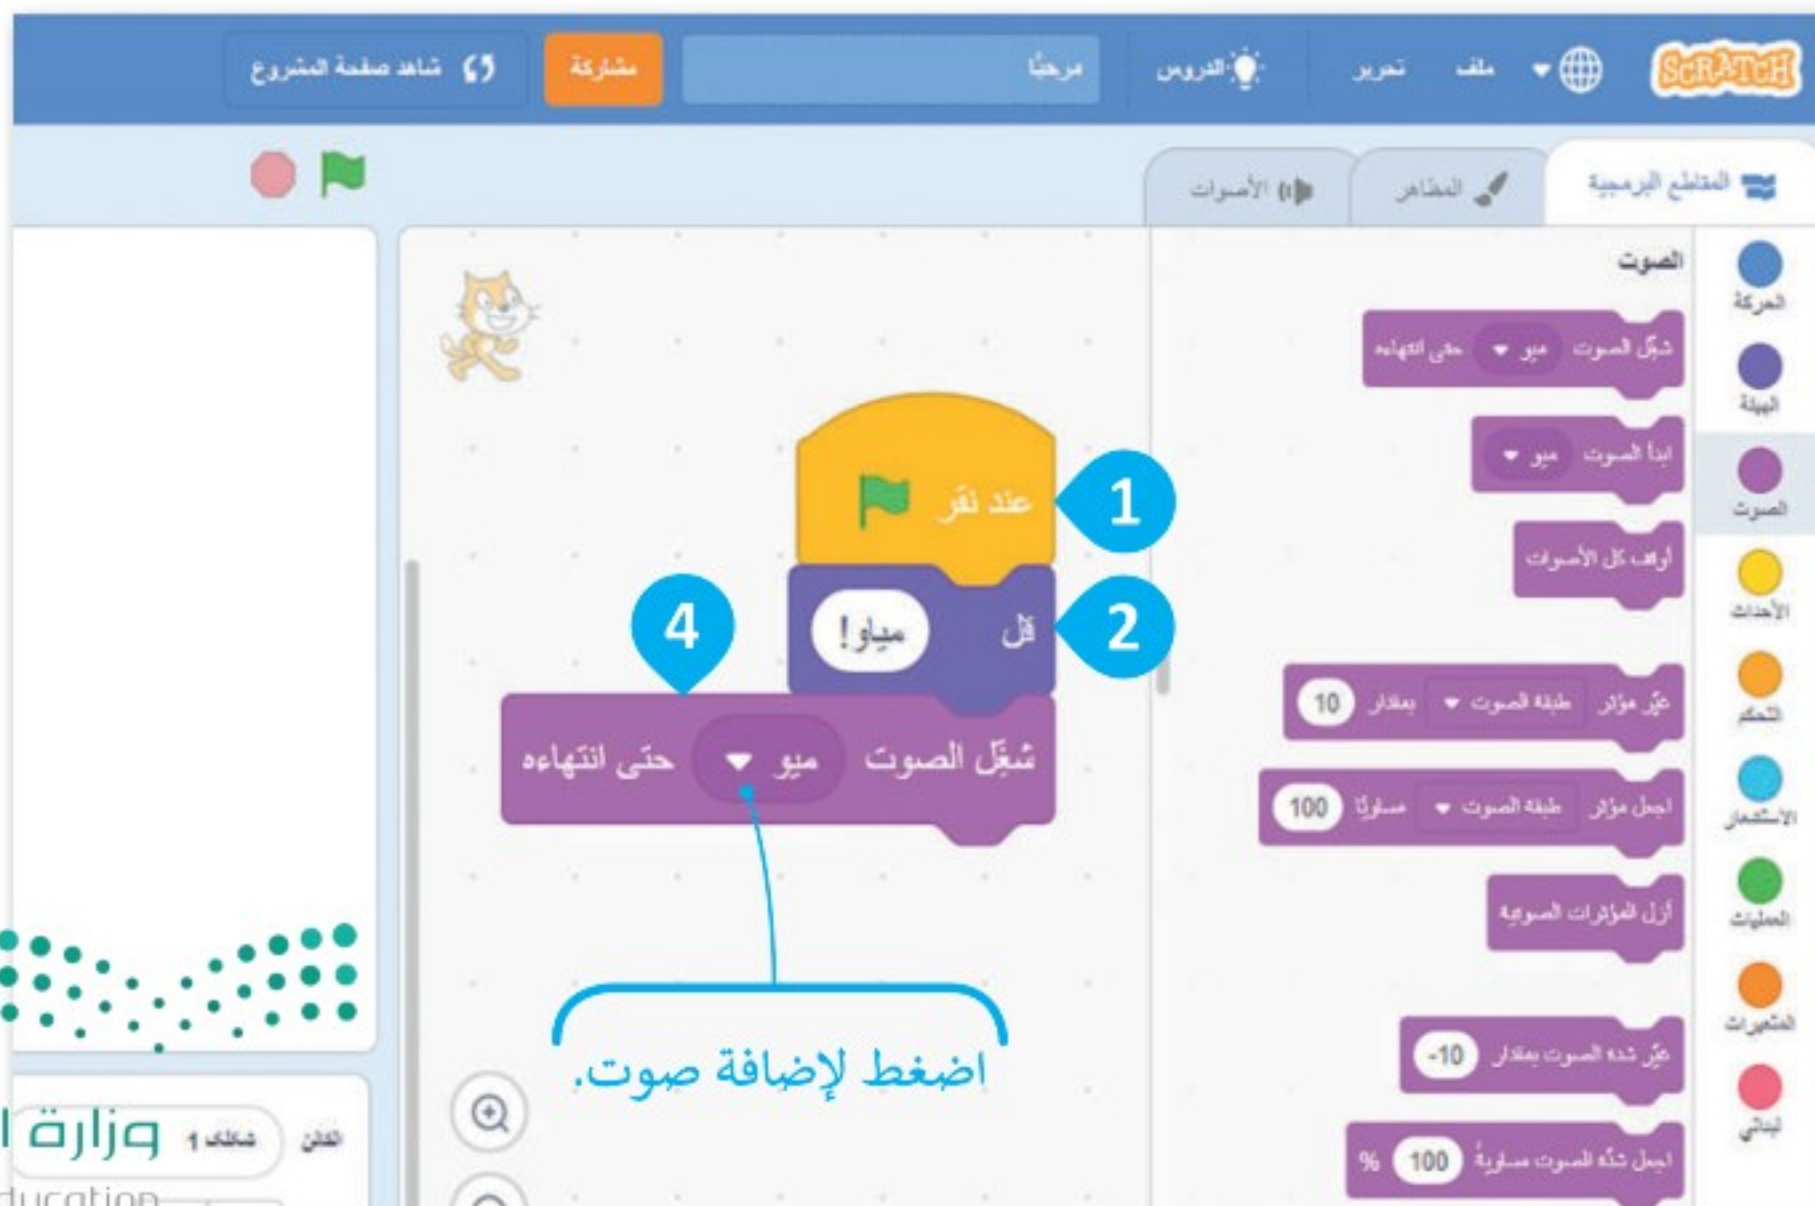 SCRATCH
ملف
تحرير
الدروس
مرحبًا
مشاركة
شاهد صفحة المشروع
المقاطع البرمجية
المظاهر
الأصوات
الحركة
الهيئة
الصوت
الأحداث
التحكم
الاستشعار
العمليات
المتغيرات
لبناتي
الصوت
شغّل الصوت ميو حتى انتهاءه
ابدأ الصوت ميو
أوقف كل الأصوات
غيّر مؤثر طبقة الصوت بمقدار 10
اجعل مؤثر طبقة الصوت مساويًا 100
أزل المؤثرات الصوتية
غيّر شدة الصوت بمقدار -10
اجعل شدّة الصوت مساويةً 100 %
عند نقر
1
قُل مياو!
2
4
شغّل الصوت ميو حتى انتهاءه
اضغط لإضافة صوت.
الكائن
شكلك 1
وزارة ا
ducation